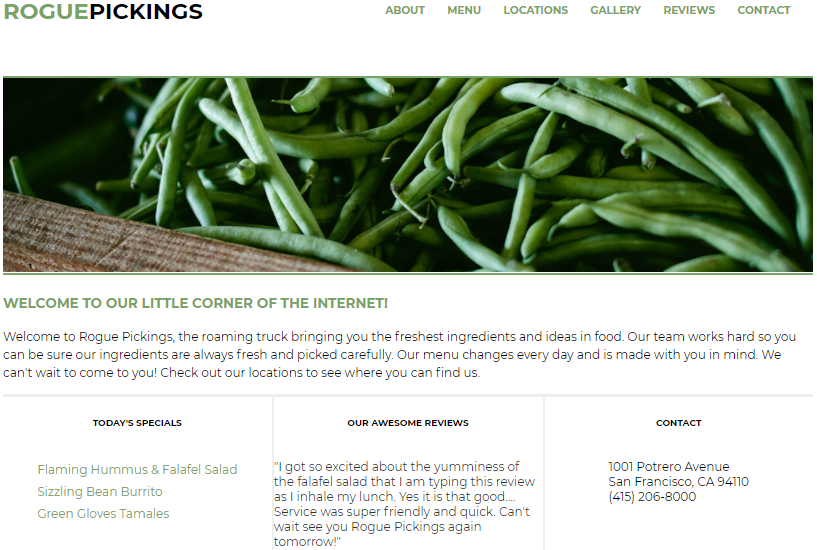 ROGUEPICKINGS
ABOUT MENU LOCATIONS GALLERY REVIEWS CONTACT
WELCOME TO OUR LITTLE CORNER OF THE INTERNET!
Welcome to Rogue Pickings, the roaming truck bringing you the freshest ingredients and ideas in food. Our team works hard so you
can be sure our ingredients are always fresh and picked carefully. Our menu changes every day and is made with you in mind. We
can't wait to come to you! Check out our locations to see where you can find us.
TODAY'S SPECIALS
Flaming Hummus & Falafel Salad
Sizzling Bean Burrito
Green Gloves Tamales
OUR AWESOME REVIEWS
"I got so excited about the yumminess of
the falafel salad that I am typing this review
as I inhale my lunch. Yes it is that good....
Service was super friendly and quick. Can't
wait see you Rogue Pickings again
tomorrow!"
CONTACT
1001 Potrero Avenue
San Francisco, CA 94110
(415) 206-8000